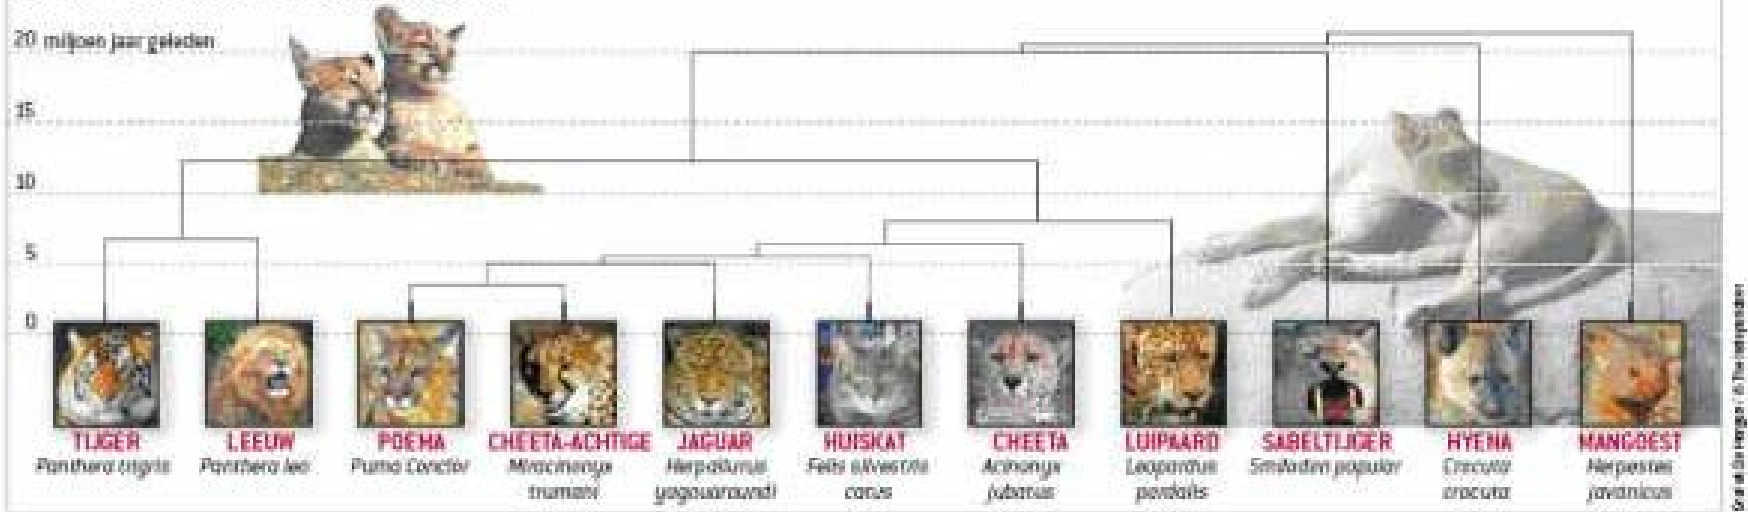 20 miljoen jaar geleden
15
10
5
0
TIJGER
Panthera tigris
LEEUW
Panthera leo
POEMA
Puma Conclor
CHEETA-ACHTIGE
Miracinonyx
trumani
JAGUAR
Herpailurus
yagouaroundi
HUISKAT
Felis silvestris
catus
CHEETA
Acinonyx
jubatus
LUIPAARD
Leopardus
pardalis
SABELTIJGER
Smilodon populator
HYENA
Crocuta
crocuta
MANGOEST
Herpestes
javanicus